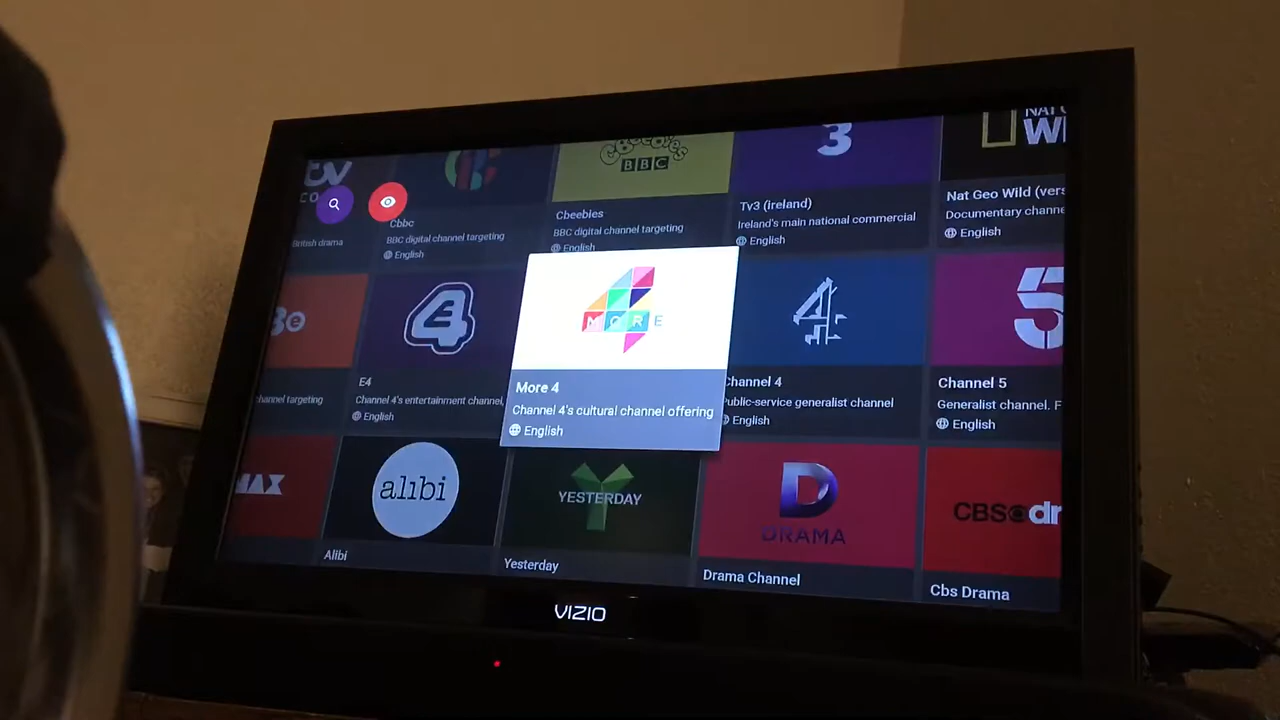 tv
CO
Cbbc
BBC digital channel targeting
English
British drama
CBeebies
BBC
Cbeebies
BBC digital channel targeting
English
3
Tv3 (ireland)
Ireland's main national commercial
English
NAT G
WI
Nat Geo Wild (vers
Documentary channe
English
3e
channel targeting
4
E4
Channel 4's entertainment channel,
English
MORE
More 4
Channel 4's cultural channel offering
English
4
Channel 4
Public-service generalist channel
English
5
Channel 5
Generalist channel. F
English
MAX
alibi
Alibi
YESTERDAY
Yesterday
D
DRAMA
Drama Channel
CBS dr
Cbs Drama
VIZIO